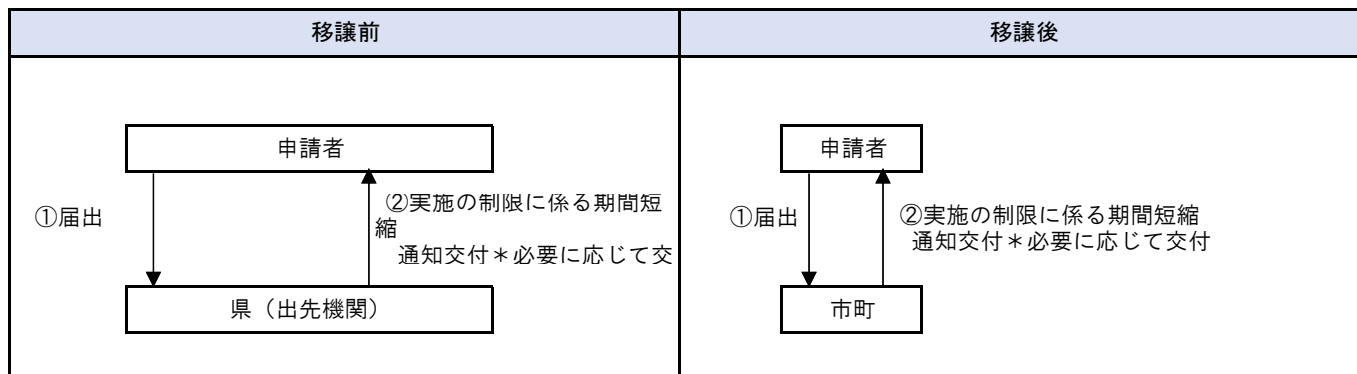 移譲前
移譲後
申請者
①届出
②実施の制限に係る期間短
縮
通知交付＊必要に応じて交
県（出先機関）
申請者
①届出
②実施の制限に係る期間短縮
通知交付＊必要に応じて交付
市町